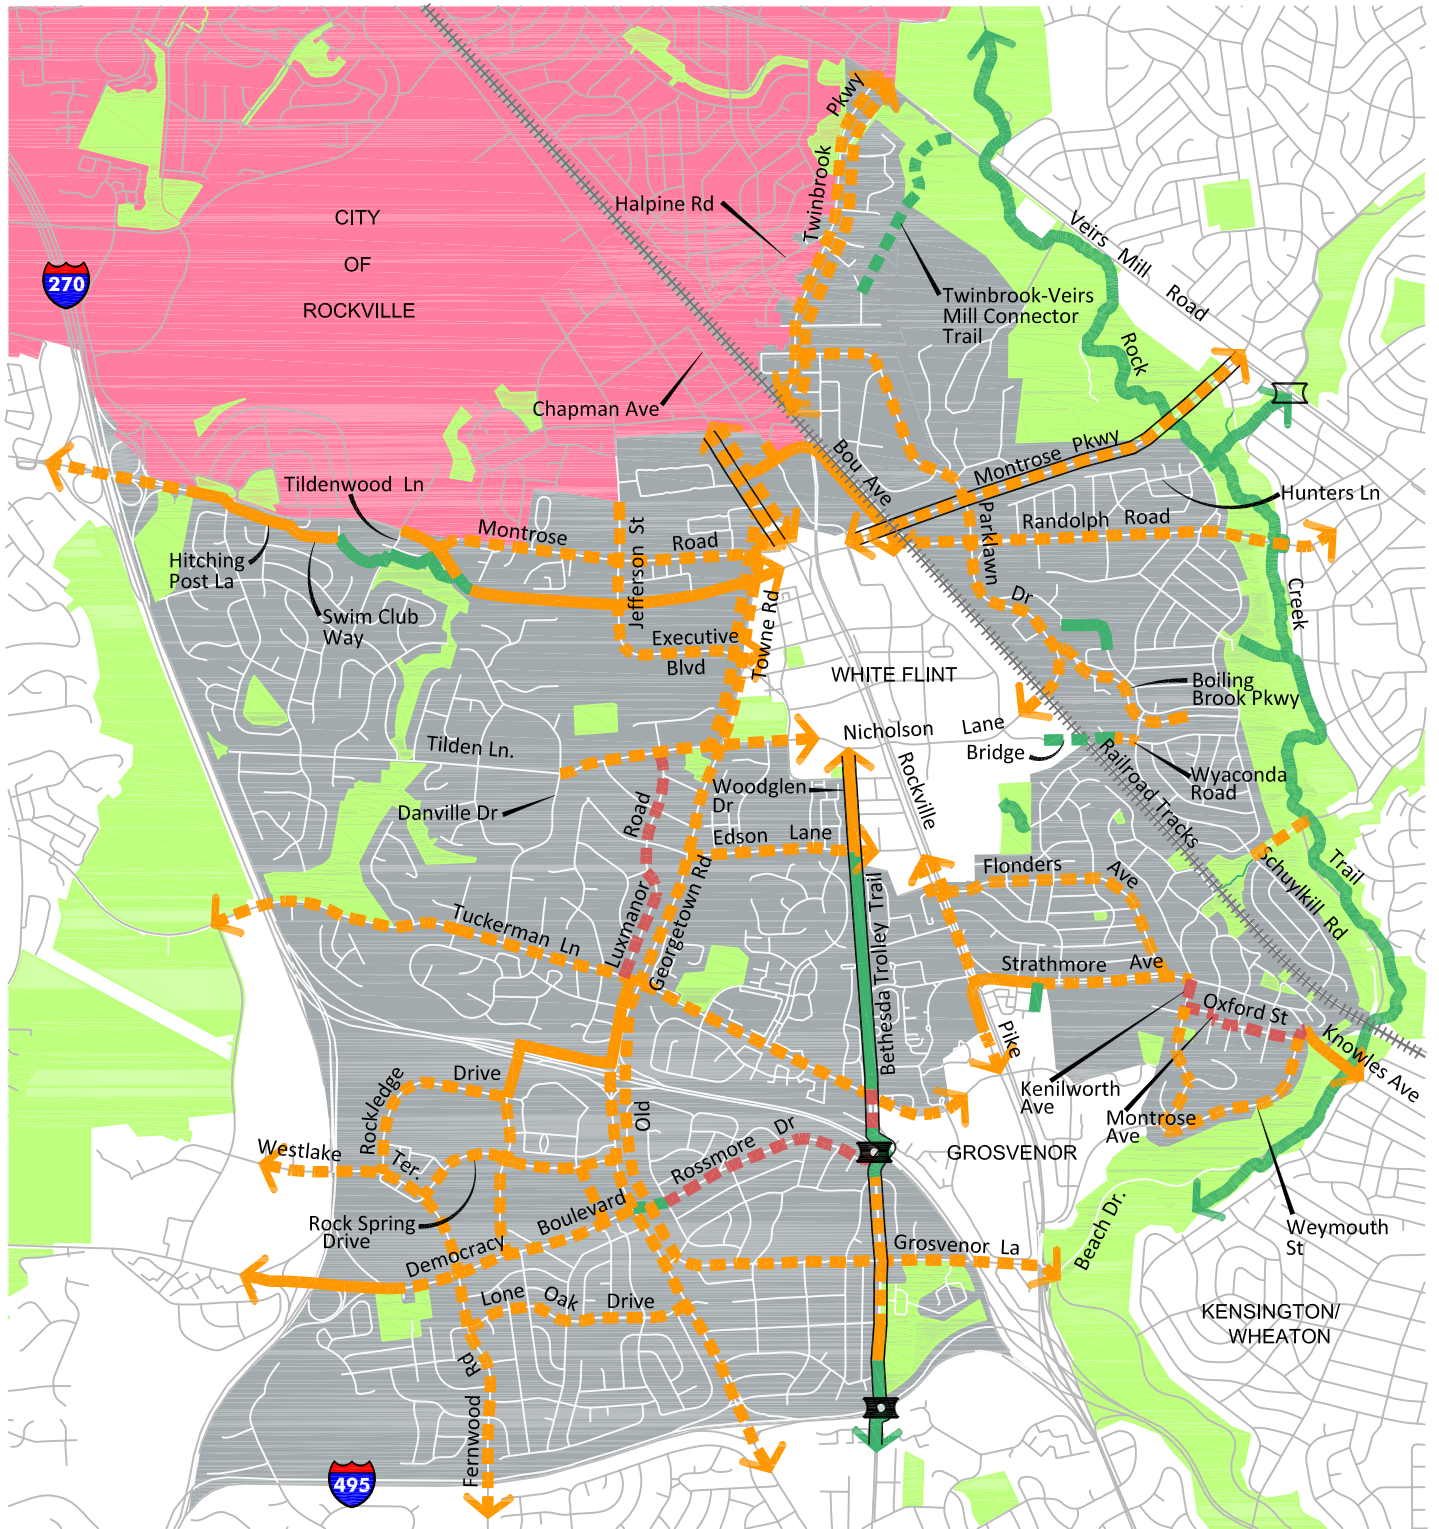 Pkwy
Twinbrook
Halpine Rd
CITY
OF
ROCKVILLE
270
Veirs Mill Road
Twinbrook-Veirs
Mill Connector
Trail
Rock
Chapman Ave
Bou Ave
Montrose Pkwy
Tildenwood Ln
Hunters Ln
Montrose Road
Jefferson St
Parklawn
Dr
Randolph Road
Hitching
Post La
Swim Club
Way
Creek
Executive
Blvd
Towne Rd
WHITE FLINT
Boiling
Brook Pkwy
Nicholson Lane
Tilden Ln.
Bridge
Railroad Tracks
Wyaconda
Road
Woodglen
Dr
Rockville
Danville Dr
Road
Edson Lane
Schuylkill Rd
Trail
Flonders Ave
Bethesda Trolley Trail
Tuckerman Ln
Luxmanor
Georgetown Rd
Strathmore Ave
Oxford St
Knowles Ave
Pike
Kenilworth
Ave
Montrose
Ave
Rockledge
Drive
Old
Westlake
Ter.
Rossmore Dr
GROSVENOR
Rock Spring
Drive
Democracy
Boulevard
Grosvenor La
Beach Dr.
Weymouth
St
Lone Oak Drive
KENSINGTON/
WHEATON
Rd
Fernwood
495